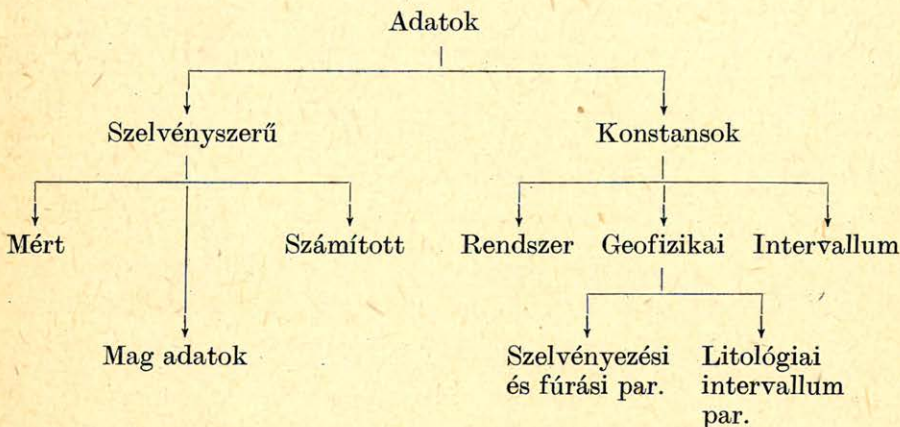 Adatok
Szelvényszerű
Konstansok
Mért
Számított
Rendszer
Geofizikai
Intervallum
Mag adatok
Szelvényezési
és fúrási par.
Litológiai
intervallum
par.